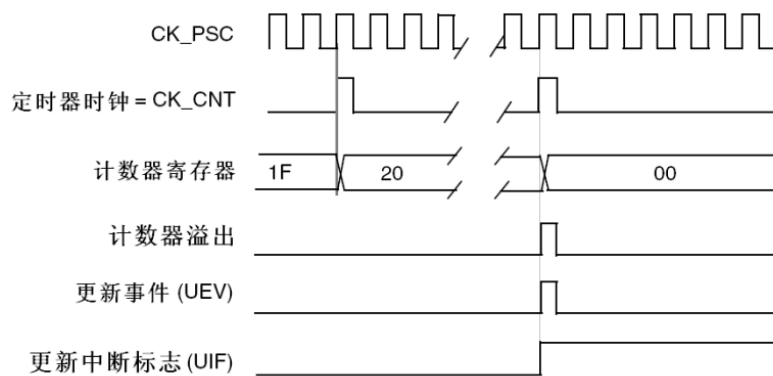 CK_PSC
定时器时钟 = CK_CNT
计数器寄存器 1F 20 00
计数器溢出
更新事件 (UEV)
更新中断标志 (UIF)